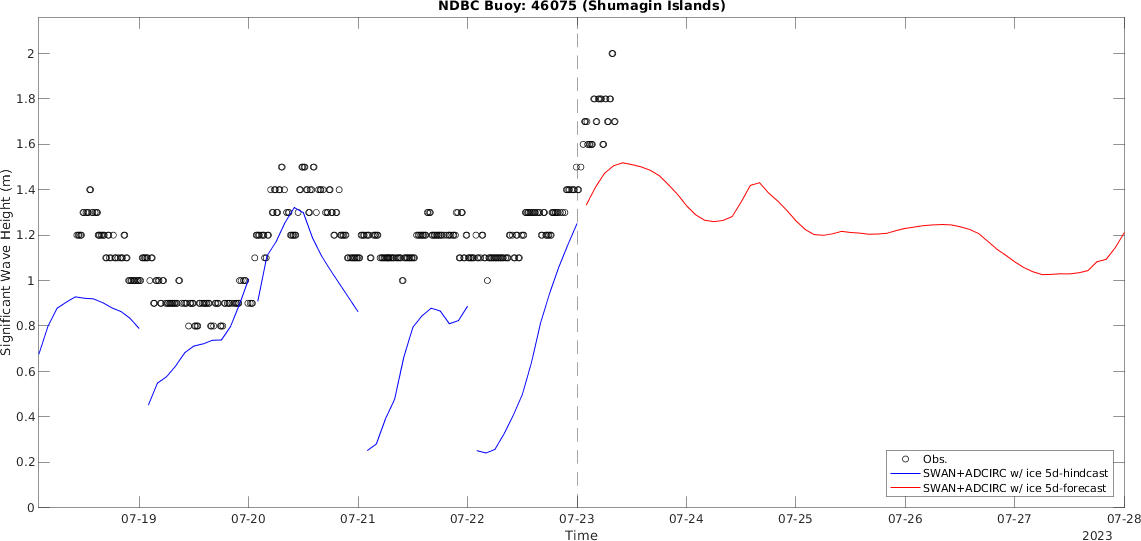 NDBC Buoy: 46075 (Shumagin Islands)
Significant Wave Height (m)
2
1.8
1.6
1.4
1.2
1
0.8
0.6
0.4
0.2
0
Obs.
SWAN+ADCIRC w/ ice 5d-hindcast
SWAN+ADCIRC w/ ice 5d-forecast
07-19 07-20 07-21 07-22 07-23 07-24 07-25 07-26 07-27 07-28
Time
2023